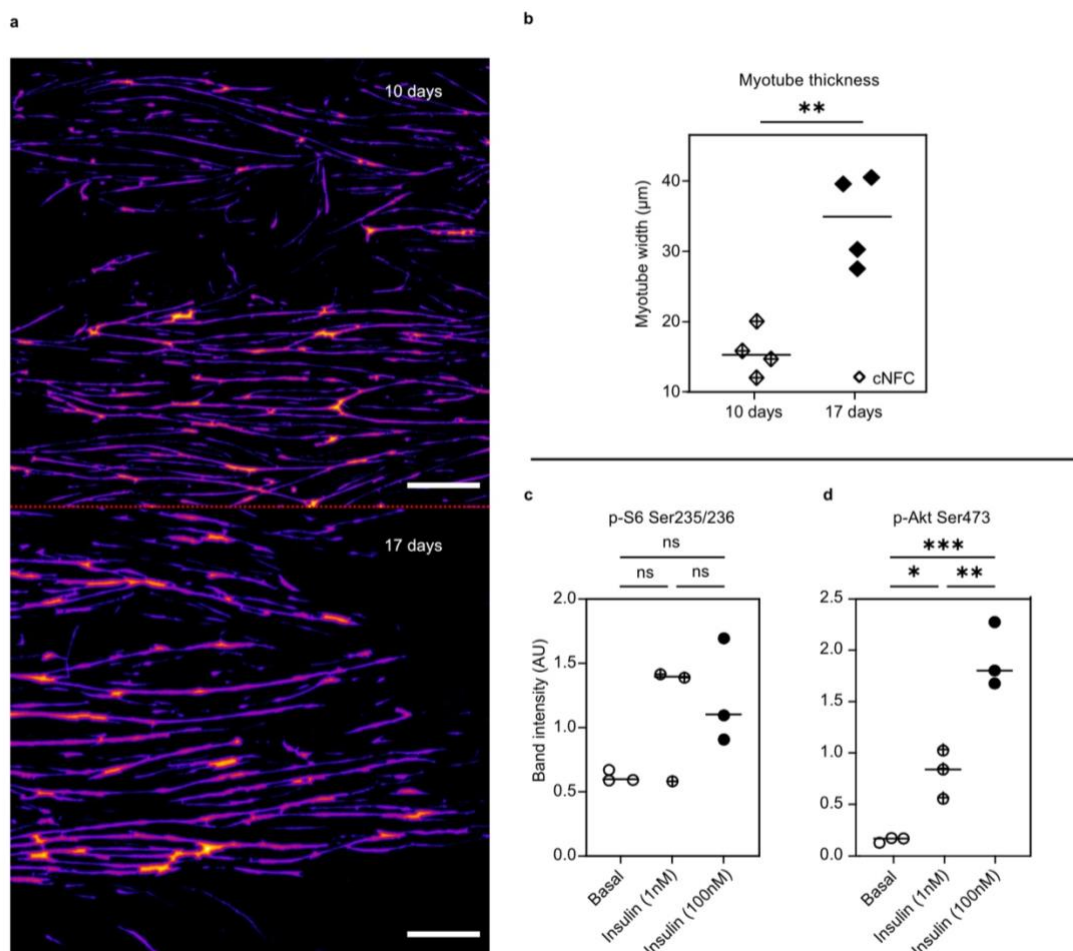 a
10 days
17 days
b
Myotube thickness
**
Myotube width (µm)
40
30
20
10
cNFC
10 days
17 days
c
p-S6 Ser235/236
ns
ns
ns
Band intensity (AU)
2.0
1.5
1.0
0.5
0.0
Basal
Insulin (1nM)
Insulin (100nM)
d
p-Akt Ser473
***
*
**
2.5
2.0
1.5
1.0
0.5
0.0
Basal
Insulin (1nM)
Insulin (100nM)